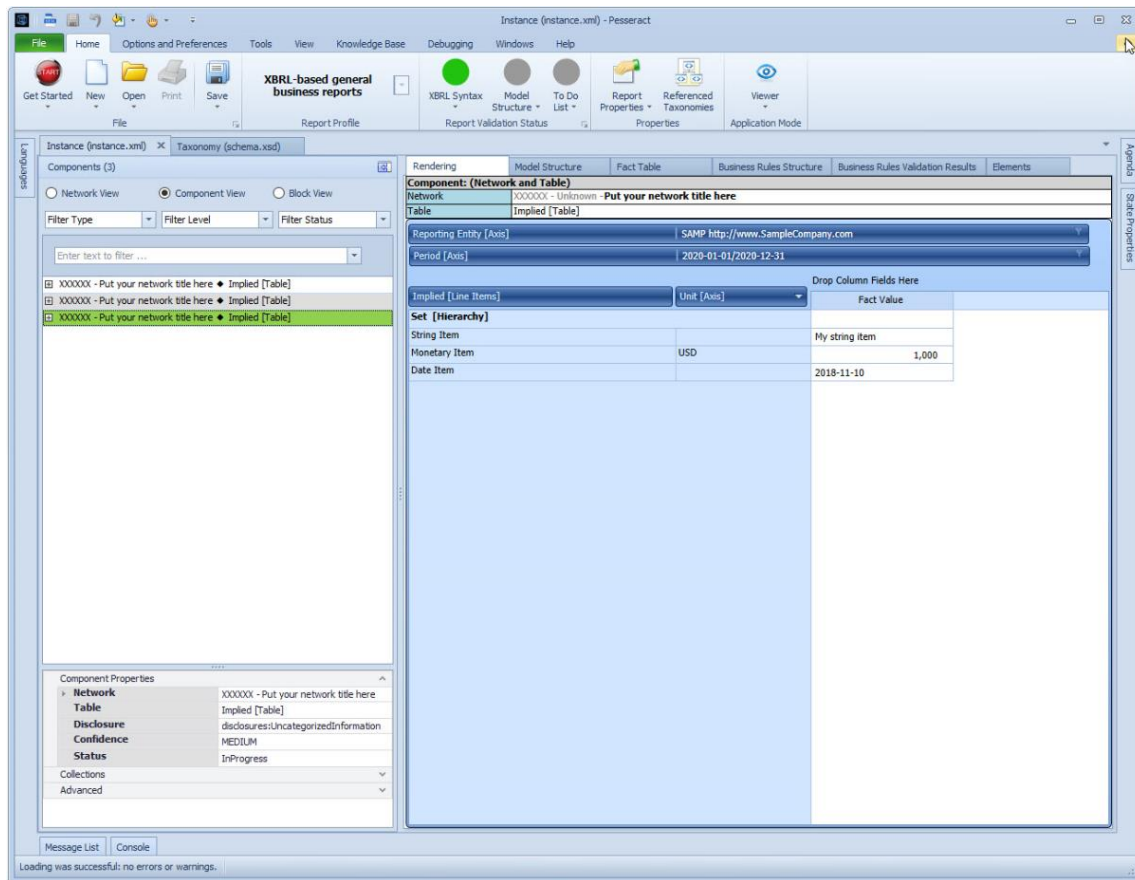 Instance (instance.xml) - Pesseract
File Home Options and Preferences Tools View Knowledge Base Debugging Windows Help
START
Get Started New Open Print Save
File
XBRL-based general
business reports
Report Profile
XBRL Syntax Model Structure To Do List
Report Validation Status
Report Properties Referenced Taxonomies
Properties
Viewer
Application Mode
Languages
Instance (instance.xml) Taxonomy (schema.xsd)
Components (3)
Network View Component View Block View
Filter Type Filter Level Filter Status
Enter text to filter ...
XXXXXX - Put your network title here ◆ Implied [Table]
XXXXXX - Put your network title here ◆ Implied [Table]
XXXXXX - Put your network title here ◆ Implied [Table]
Component Properties
Network XXXXXX - Put your network title here
Table Implied [Table]
Disclosure disclosures:UncategorizedInformation
Confidence MEDIUM
Status InProgress
Collections
Advanced
Rendering Model Structure Fact Table Business Rules Structure Business Rules Validation Results Elements
Component: (Network and Table)
Network XXXXXX - Unknown - Put your network title here
Table Implied [Table]
Reporting Entity [Axis] SAMP http://www.SampleCompany.com
Period [Axis] 2020-01-01/2020-12-31
Drop Column Fields Here
Implied [Line Items] Unit [Axis] Fact Value
Set [Hierarchy]
String Item My string item
Monetary Item USD 1,000
Date Item 2018-11-10
Agenda
State Properties
Message List Console
Loading was successful: no errors or warnings.